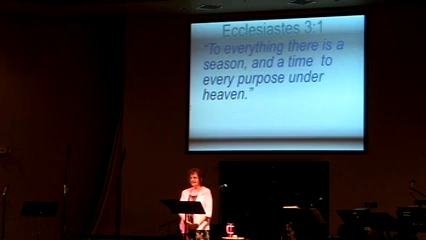 Ecclesiastes 3:1
"To everything there is a
season, and a time to
every purpose under
heaven."